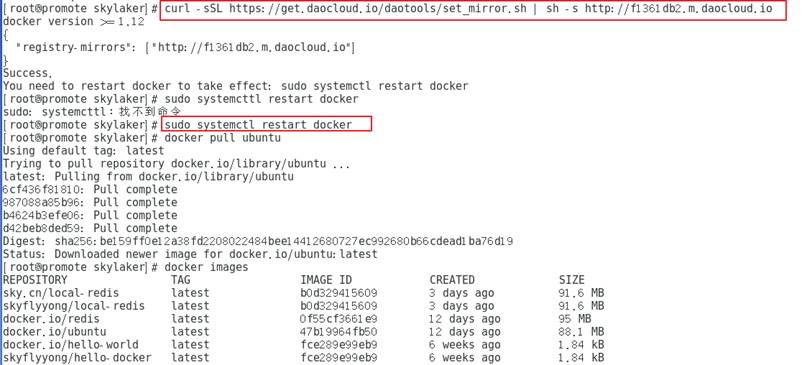 [root@promote skylaker]# curl -sSL https://get.daocloud.io/daotools/set_mirror.sh | sh -s http://f1361db2.m.daocloud.io
docker version >= 1.12
{
  "registry-mirrors": ["http://f1361db2.m.daocloud.io"]
}
Success.
You need to restart docker to take effect: sudo systemctl restart docker
[root@promote skylaker]# sudo systemcttl restart docker
sudo: systemcttl：找不到命令
[root@promote skylaker]# sudo systemctl restart docker
[root@promote skylaker]# docker pull ubuntu
Using default tag: latest
Trying to pull repository docker.io/library/ubuntu ...
latest: Pulling from docker.io/library/ubuntu
6cf436f81810: Pull complete
987088a85b96: Pull complete
b4624b3efe06: Pull complete
d42beb8ded59: Pull complete
Digest: sha256:be159ff0e12a38fd2208022484bee14412680727ec992680b66cdead1ba76d19
Status: Downloaded newer image for docker.io/ubuntu:latest
[root@promote skylaker]# docker images
REPOSITORY TAG IMAGE ID CREATED SIZE
sky.cn/local-redis latest b0d329415609 3 days ago 91.6 MB
skyflyyong/local-redis latest b0d329415609 3 days ago 91.6 MB
docker.io/redis latest 0f55cf3661e9 12 days ago 95 MB
docker.io/ubuntu latest 47b19964fb50 12 days ago 88.1 MB
docker.io/hello-world latest fce289e99eb9 6 weeks ago 1.84 kB
skyflyyong/hello-docker latest fce289e99eb9 6 weeks ago 1.84 kB